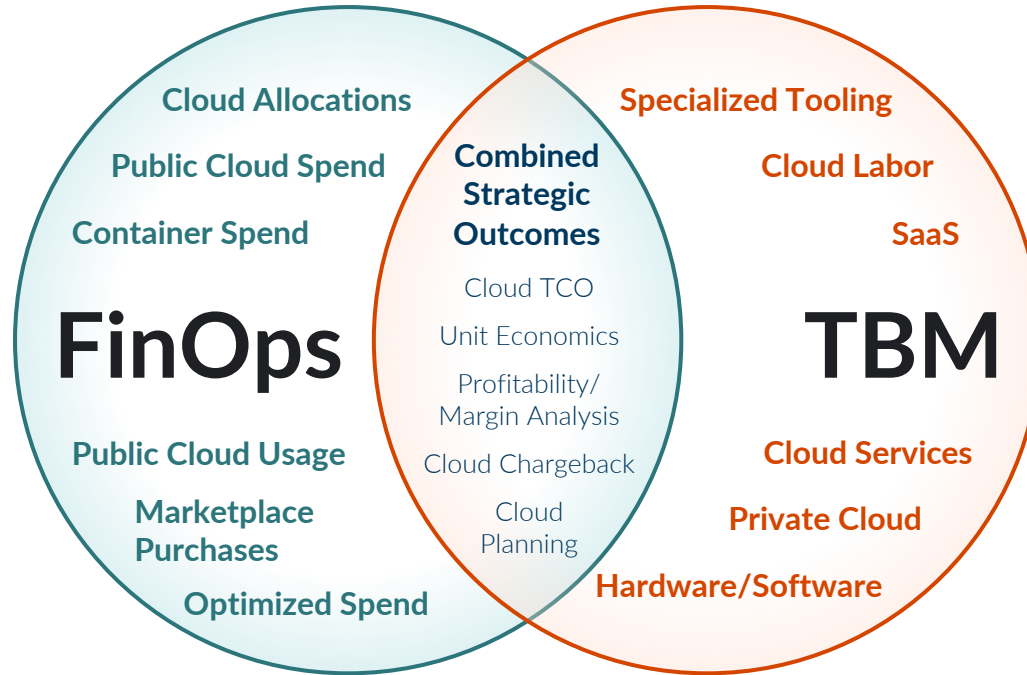 Cloud Allocations
Public Cloud Spend
Container Spend
FinOps
Public Cloud Usage
Marketplace
Purchases
Optimized Spend
Combined
Strategic
Outcomes
Cloud TCO
Unit Economics
Profitability/
Margin Analysis
Cloud Chargeback
Cloud
Planning
Specialized Tooling
Cloud Labor
SaaS
TBM
Cloud Services
Private Cloud
Hardware/Software